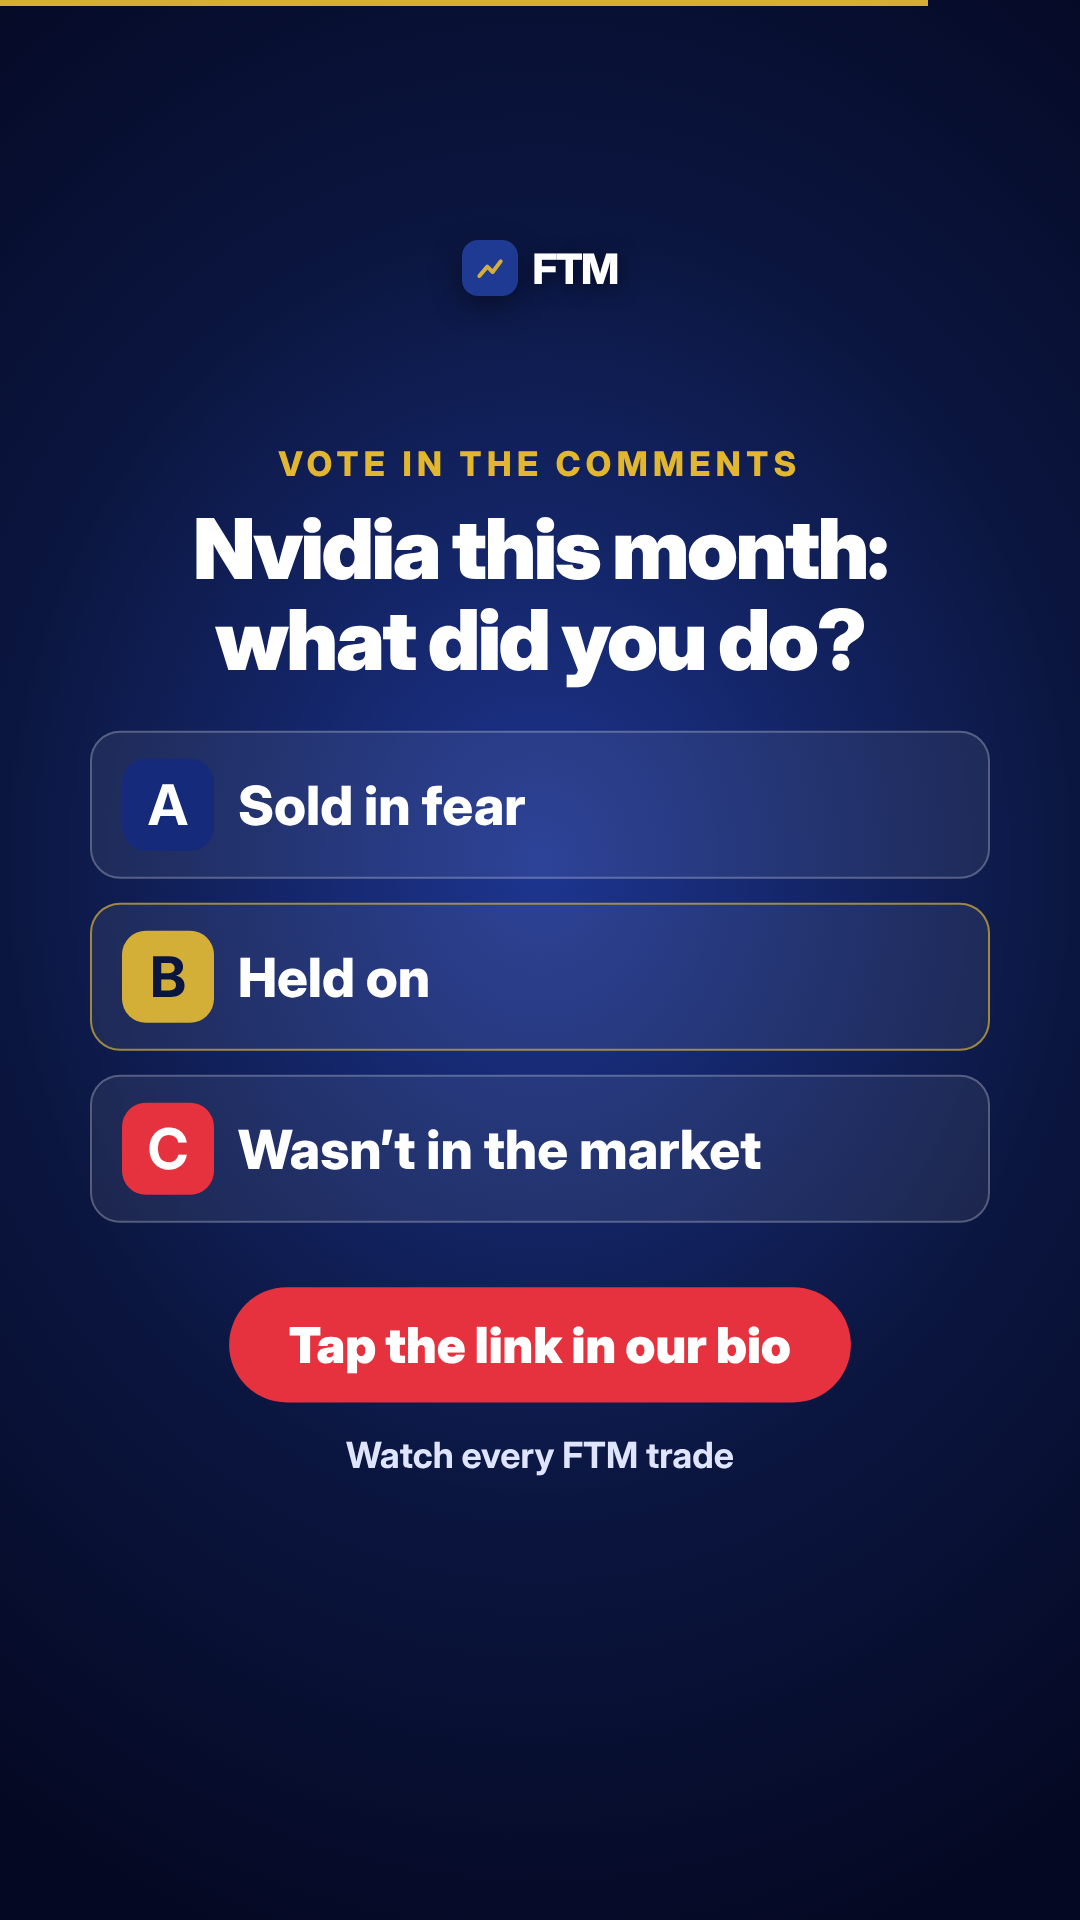 FTM
VOTE IN THE COMMENTS
Nvidia this month:
what did you do?
A Sold in fear
B Held on
C Wasn't in the market
Tap the link in our bio
Watch every FTM trade